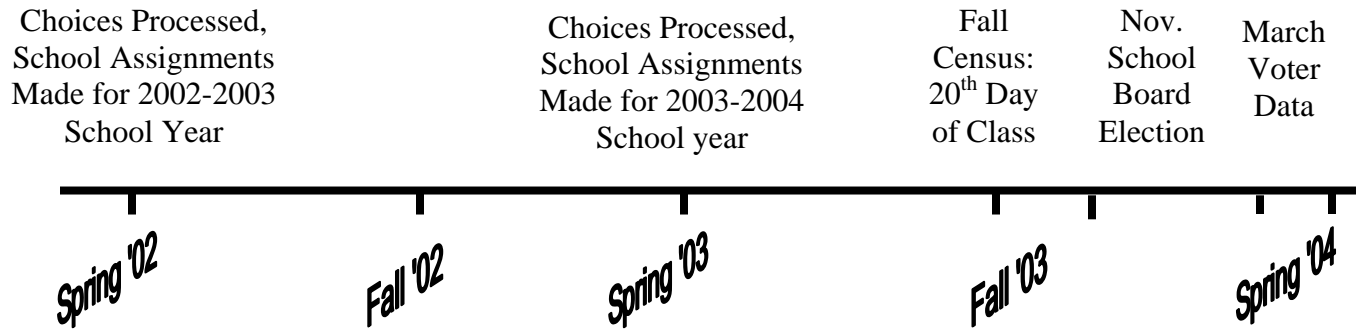 Choices Processed,
School Assignments
Made for 2002-2003
School Year
Choices Processed,
School Assignments
Made for 2003-2004
School year
Fall
Census:
20th Day
of Class
Nov.
School
Board
Election
March
Voter
Data
Spring '02
Fall '02
Spring '03
Fall '03
Spring '04